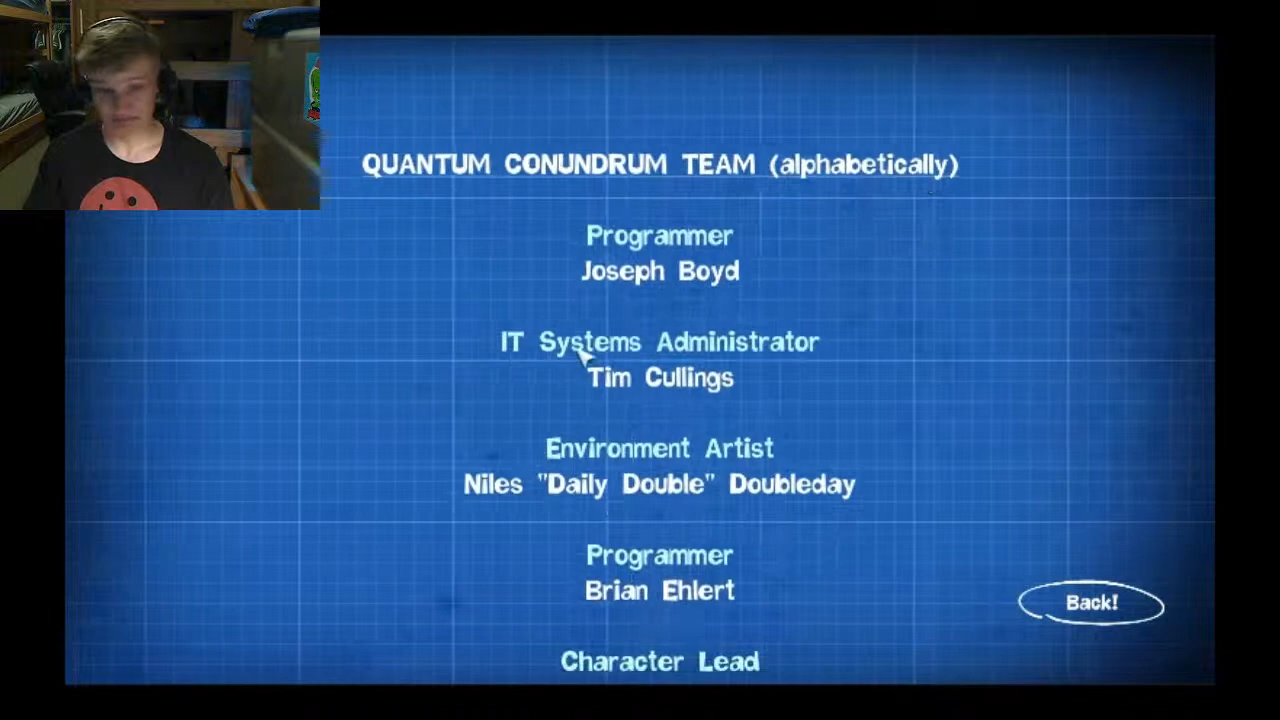 QUANTUM CONUNDRUM TEAM (alphabetically)
Programmer
Joseph Boyd
IT Systems Administrator
Tim Cullings
Environment Artist
Niles "Daily Double" Doubleday
Programmer
Brian Ehlert
Back!
Character Lead